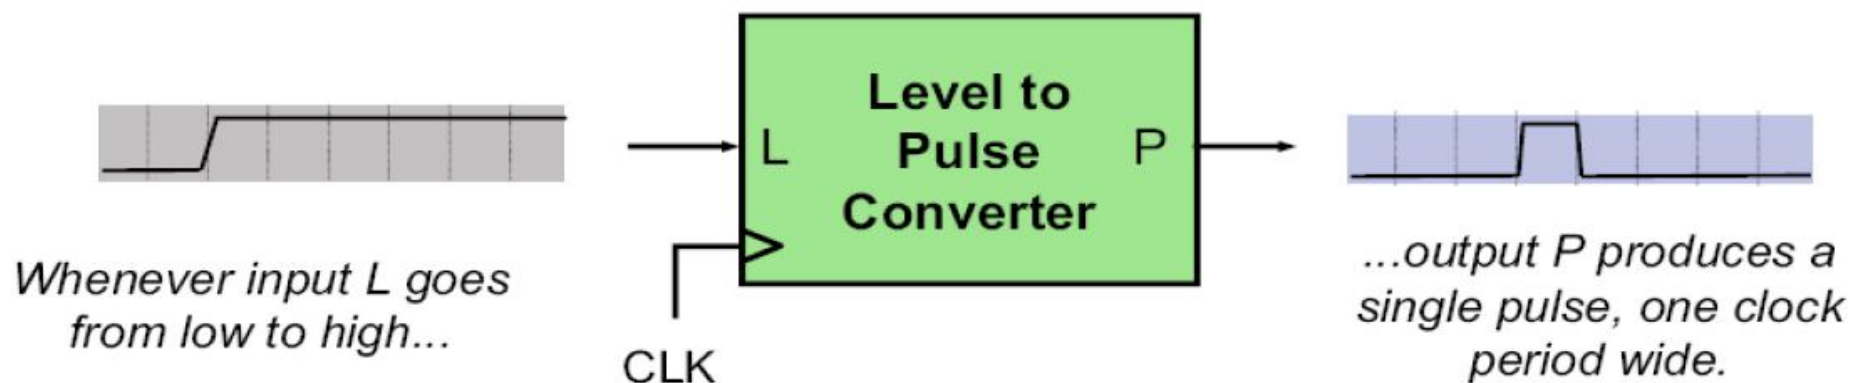 Whenever input L goes
from low to high...
Level to
Pulse
Converter
L
P
CLK
...output P produces a
single pulse, one clock
period wide.